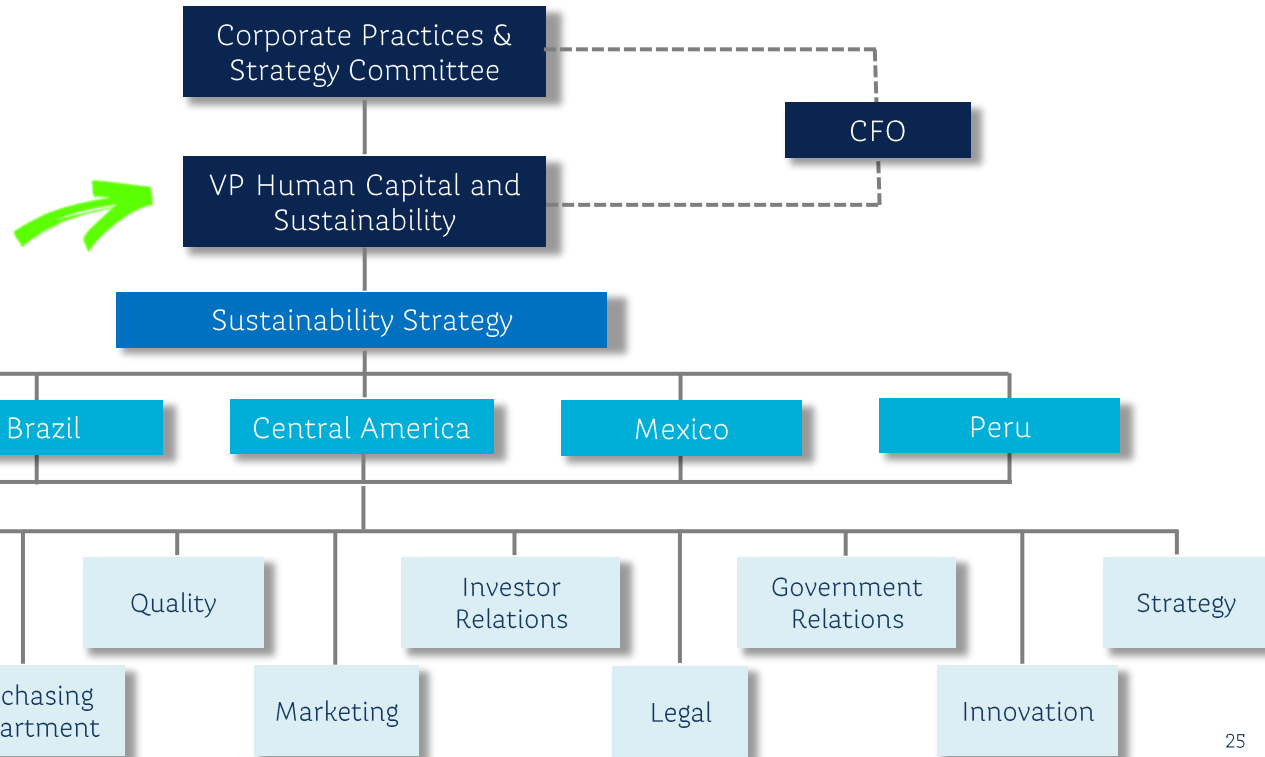 Corporate Practices &
Strategy Committee
CFO
VP Human Capital and
Sustainability
Sustainability Strategy
Brazil
Central America
Mexico
Peru
Quality
Investor
Relations
Government
Relations
Strategy
chasing
artment
Marketing
Legal
Innovation
25